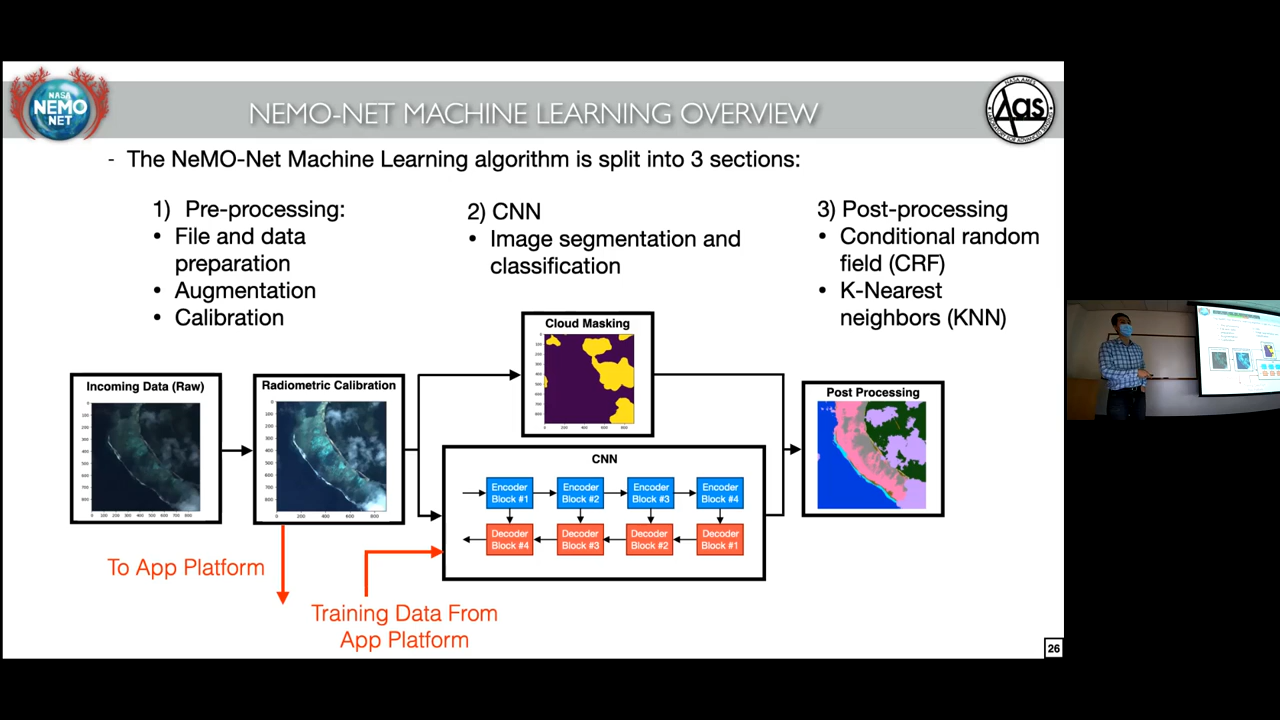 NASA
NEMO
NET
NEMO-NET MACHINE LEARNING OVERVIEW
NASA AMES
Aas
- The NeMO-Net Machine Learning algorithm is split into 3 sections:
1) Pre-processing:
• File and data
preparation
• Augmentation
• Calibration
2) CNN
• Image segmentation and
classification
3) Post-processing
• Conditional random
field (CRF)
• K-Nearest
neighbors (KNN)
Incoming Data (Raw)
Radiometric Calibration
Cloud Masking
CNN
Encoder
Block #1
Encoder
Block #2
Encoder
Block #3
Encoder
Block #4
Decoder
Block #4
Decoder
Block #3
Decoder
Block #2
Decoder
Block #1
Post Processing
To App Platform
Training Data From
App Platform
26